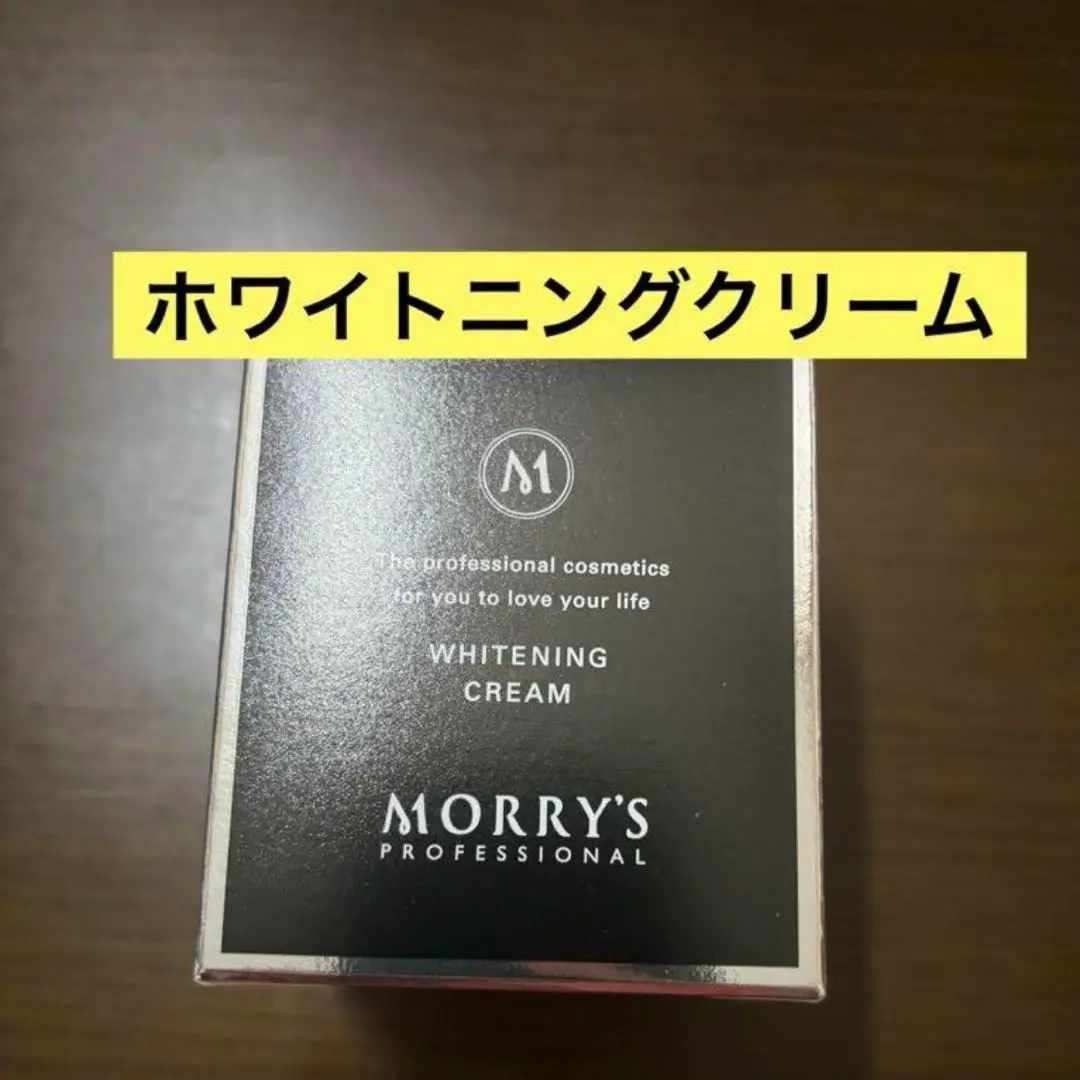 ホワイトニングクリーム
M
The professional cosmetics
for you to love your life
WHITENING
CREAM
MORRY'S
PROFESSIONAL